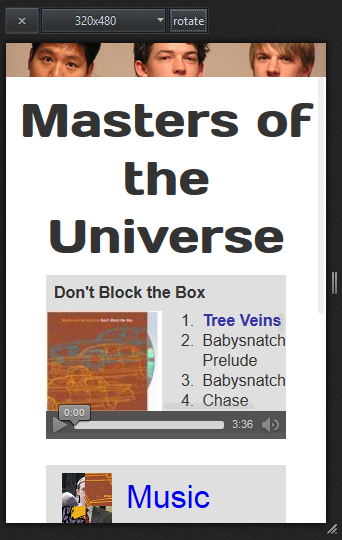 320x480 rotate
Masters of
the
Universe
Don't Block the Box
1. Tree Veins
2. Babysnatch
Prelude
3. Babysnatch
4. Chase
0:00
3:36
Music